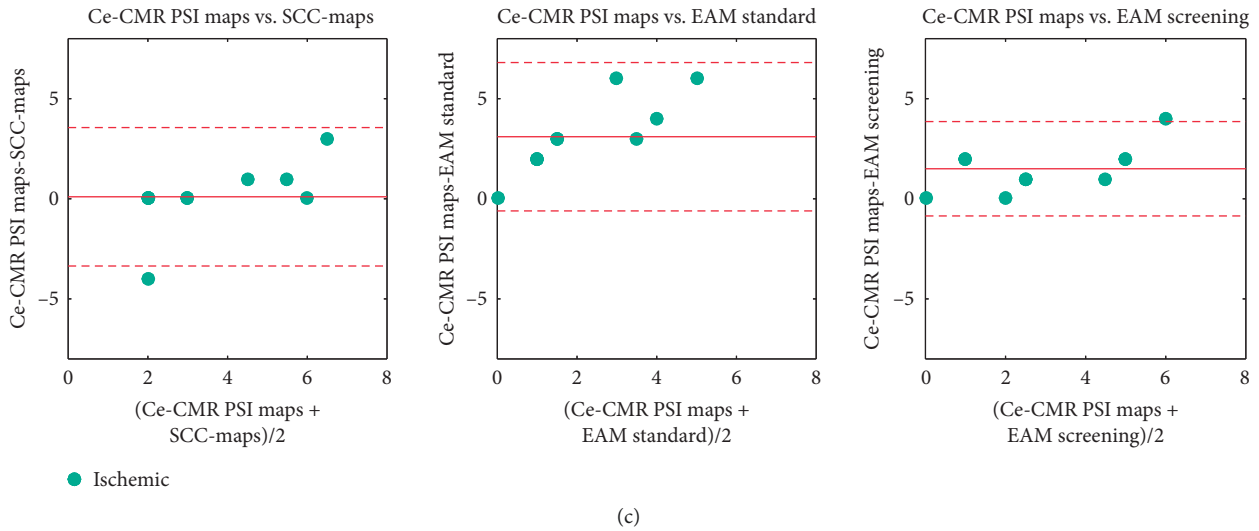 Ce-CMR PSI maps vs. SCC-maps
Ce-CMR PSI maps-SCC-maps
5
0
−5
0 2 4 6 8
(Ce-CMR PSI maps +
SCC-maps)/2
Ce-CMR PSI maps vs. EAM standard
Ce-CMR PSI maps-EAM standard
5
0
−5
0 2 4 6 8
(Ce-CMR PSI maps +
EAM standard)/2
Ce-CMR PSI maps vs. EAM screening
Ce-CMR PSI maps-EAM screening
5
0
−5
0 2 4 6 8
(Ce-CMR PSI maps +
EAM screening)/2
Ischemic
(c)